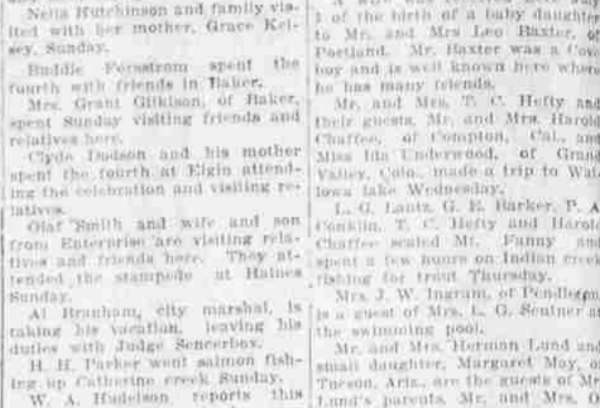 Nella Hutchinson and family vis-
ited with her mother, Grace Kel-
sey, Sunday.
Buddie Forsstrom spent the
fourth with friends in Baker.
Mrs. Grant Gilkison, of Baker,
spent Sunday visiting friends and
relatives here.
Clyde Dodson and his mother
spent the fourth at Elgin attend-
ing the celebration and visiting re-
latives.
Olaf Smith and wife and son
from Enterprise are visiting rela-
tives and friends here. They at-
tended the stampede at Haines
Sunday.
Al Branham, city marshal, is
taking his vacation, leaving his
duties with Judge Sencerbox.
H. H. Parker went salmon fish-
ing up Catherine creek Sunday.
W. A. Hudelson reports this
of the birth of a baby daughter
to Mr. and Mrs Leo Baxter, of
Portland. Mr. Baxter was a Cove
boy and is well known here where
he has many friends.
Mr. and Mrs. T. C. Hefty and
their guests, Mr. and Mrs. Harold
Chaffee, of Compton, Cal., and
Miss Ida Underwood, of Grand
Valley, Colo., made a trip to Wal-
lowa lake Wednesday.
L. G. Lantz, G. E. Barker, P. A
Conklin, T. C. Hefty and Harold
Chaffee scaled Mt. Fanny and
spent a few hours on Indian creek
fishing for trout Thursday.
Mrs. J. W. Ingram, of Pendleton
is a guest of Mrs. L. G. Sentner at
the swimming pool.
Mr. and Mrs. Herman Lund and
small daughter, Margaret May, of
Tucson, Ariz., are the guests of Mr
Lund's parents, Mr. and Mrs. O